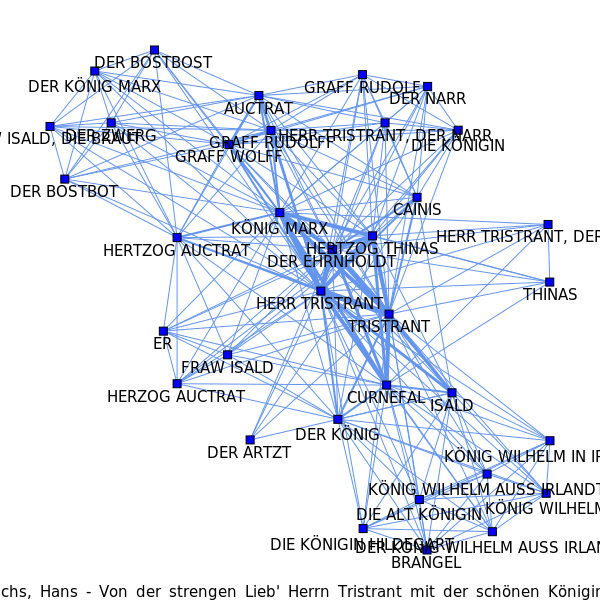 DER BOSTBOST
DER KÖNIG MARX
GRAFF RUDOLF
DER NARR
AUCTRAT
ISALD, DIE BRAUT
DER ZWERG
GRAFF RUDOLFF
HERR TRISTRANT
DER NARR
DIE KÖNIGIN
GRAFF WOLFF
DER BOSTBOT
CAINIS
KÖNIG MARX
HERR TRISTRANT, DER
HERTZOG AUCTRAT
HERTZOG THINAS
DER EHRNHOLDT
THINAS
HERR TRISTRANT
TRISTRANT
ER
FRAW ISALD
HERZOG AUCTRAT
CURNEFAL
ISALD
DER KÖNIG
DER ARTZT
KÖNIG WILHELM IN IR
KÖNIG WILHELM AUSS IRLANDT
KÖNIG WILHELM
DIE ALT KÖNIGIN
DIE KÖNIGIN HILDEGART
DER KÖNIG WILHELM AUSS IRLAN
BRANGEL
chs, Hans - Von der strengen Lieb' Herrn Tristrant mit der schönen Königin